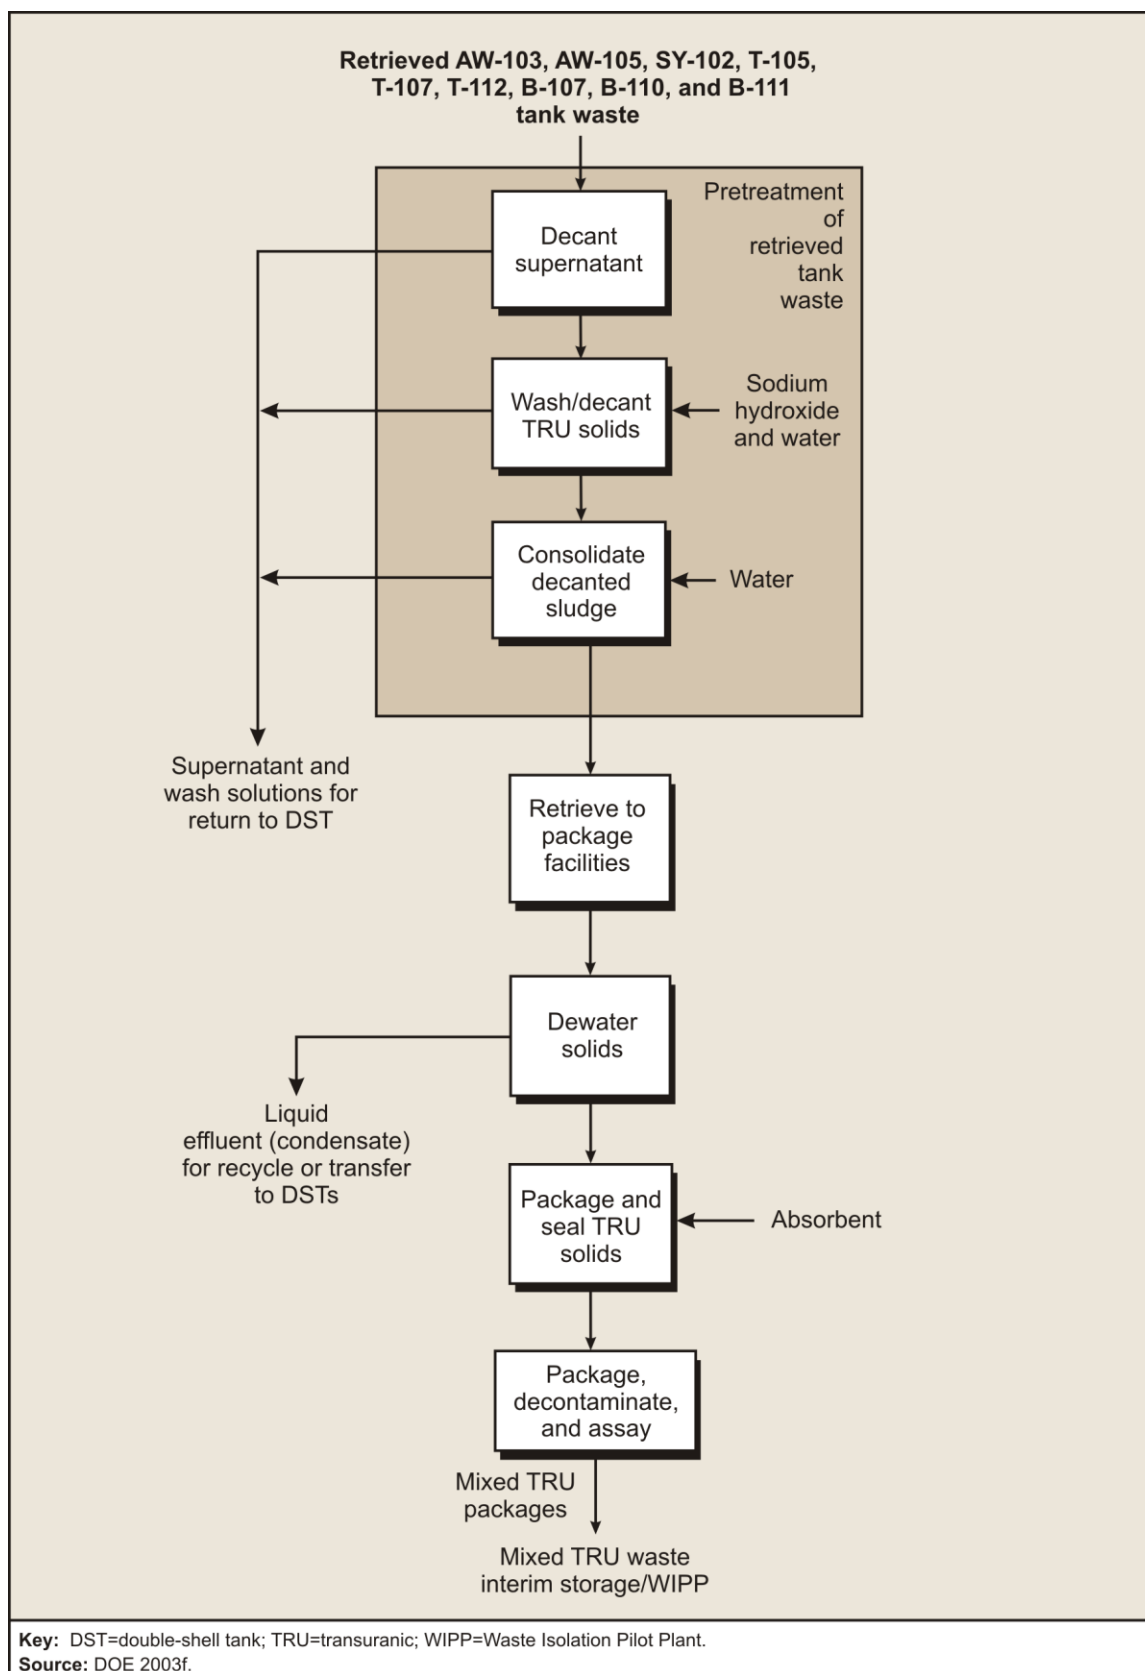 Retrieved AW-103, AW-105, SY-102, T-105,
T-107, T-112, B-107, B-110, and B-111
tank waste
Pretreatment
of
retrieved
tank
waste
Decant
supernatant
Wash/decant
TRU solids
Sodium
hydroxide
and water
Consolidate
decanted
sludge
Water
Supernatant and
wash solutions for
return to DST
Retrieve to
package
facilities
Dewater
solids
Liquid
effluent (condensate)
for recycle or transfer
to DSTs
Package and
seal TRU
solids
Absorbent
Package,
decontaminate,
and assay
Mixed TRU
packages
Mixed TRU waste
interim storage/WIPP
Key: DST=double-shell tank; TRU=transuranic; WIPP=Waste Isolation Pilot Plant.
Source: DOE 2003f.